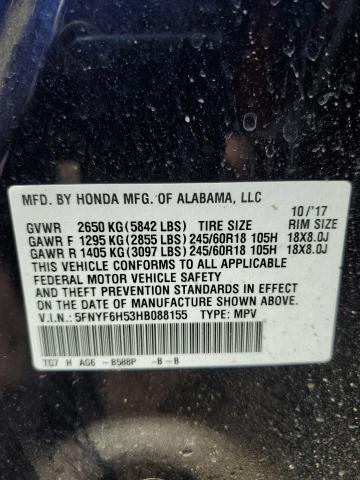 MFD. BY HONDA MFG. OF ALABAMA, LLC 10/'17
GVWR 2650 KG (5842 LBS) TIRE SIZE RIM SIZE
GAWR F 1295 KG (2855 LBS) 245/60R18 105H 18X8.0J
GAWR R 1405 KG (3097 LBS) 245/60R18 105H 18X8.0J
THIS VEHICLE CONFORMS TO ALL APPLICABLE
FEDERAL MOTOR VEHICLE SAFETY
STANDARDS AND THEFT PREVENTION STANDARDS IN EFFECT
ON THE DATE OF MANUFACTURE SHOWN ABOVE.
V.I.N.: 5FNYF6H53HB088155 TYPE: MPV
TG7 H AG6 -B588P -B-B